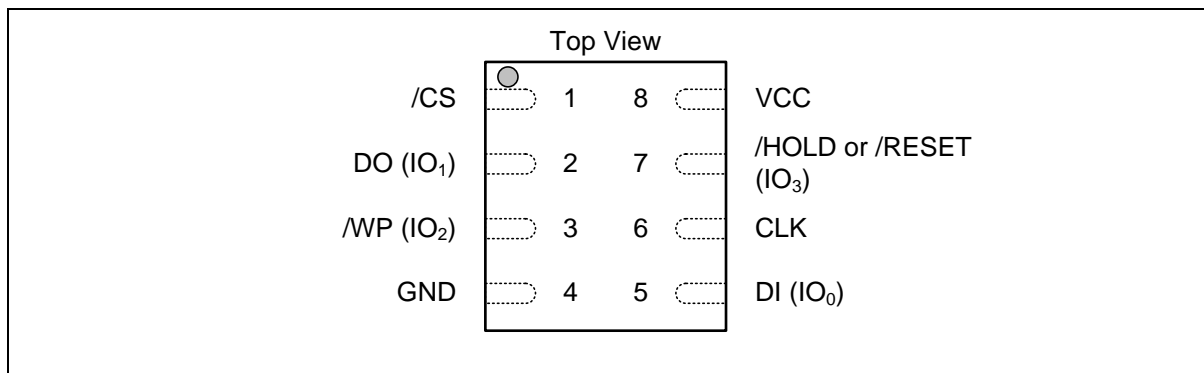 Top View
/CS 1 8 VCC
DO (IO₁) 2 7 /HOLD or /RESET
(IO₃)
/WP (IO₂) 3 6 CLK
GND 4 5 DI (IO₀)